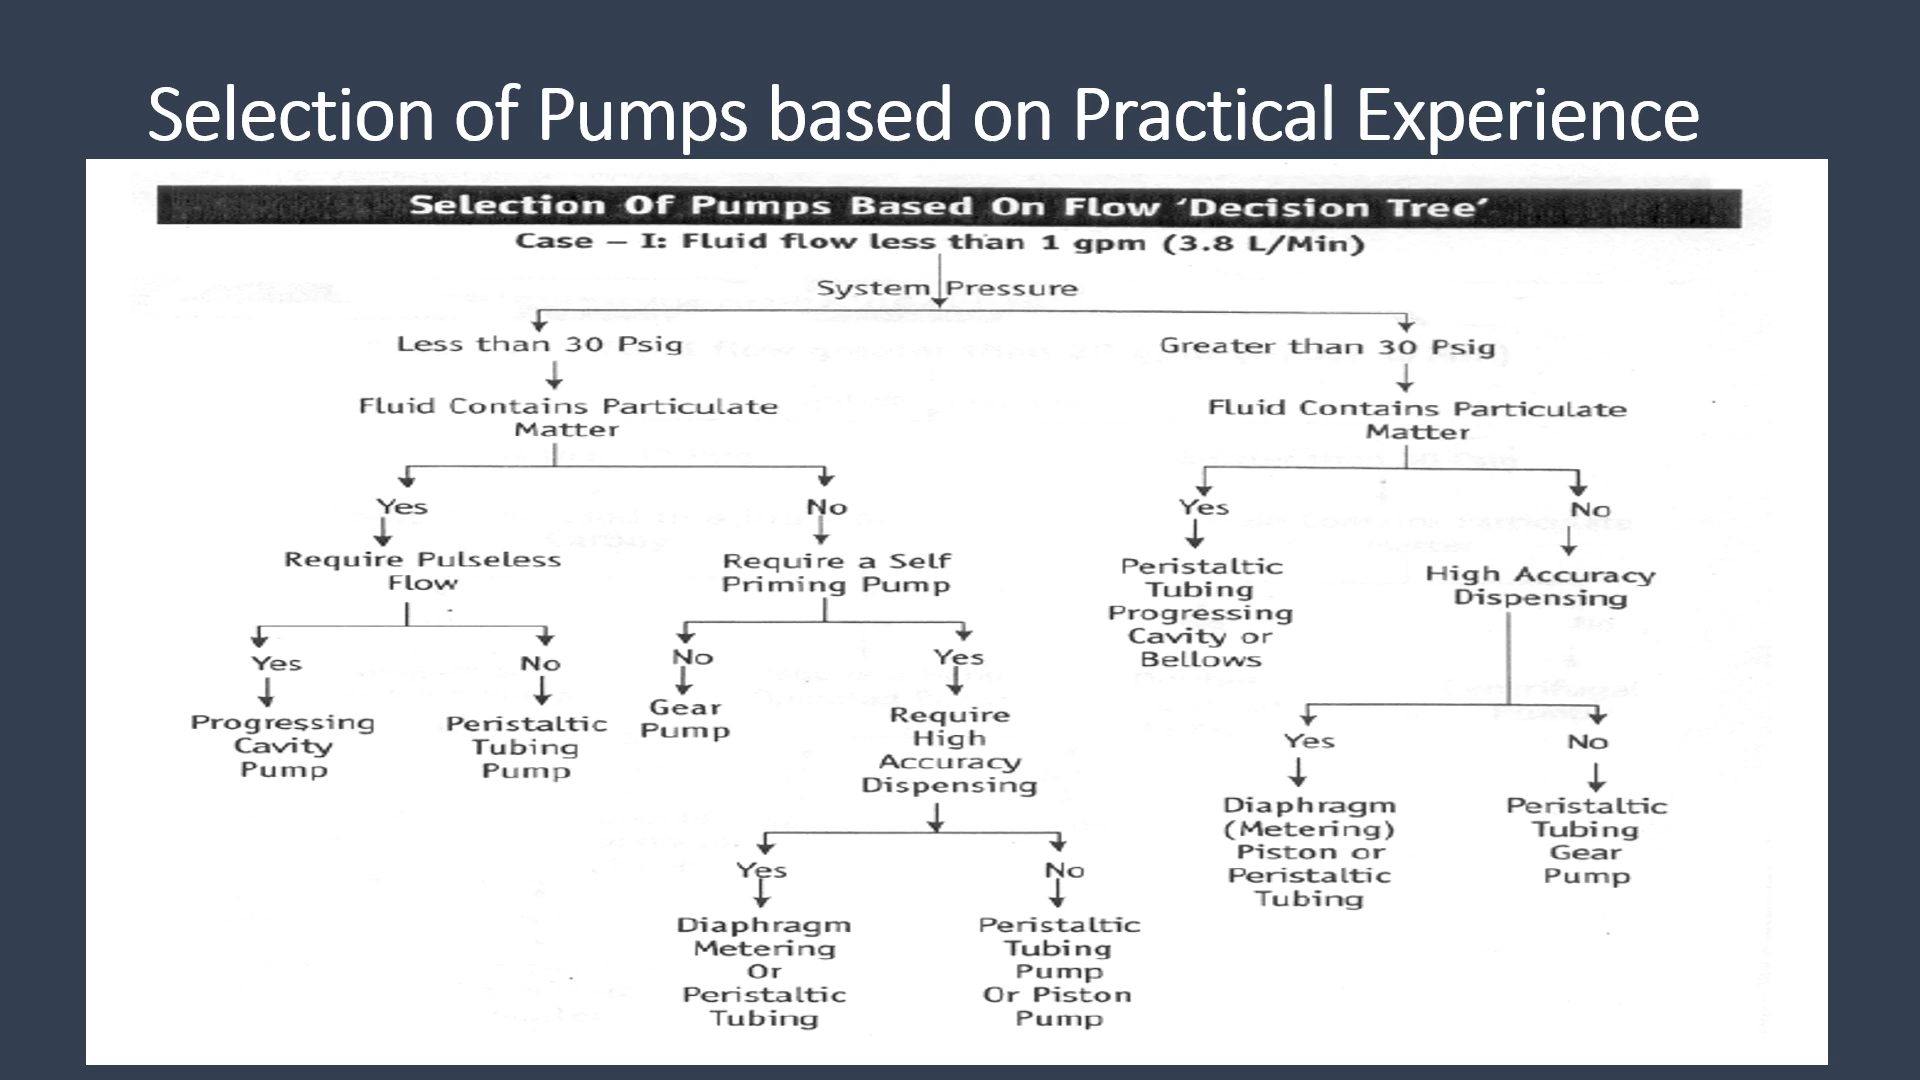 Selection of Pumps based on Practical Experience
Selection Of Pumps Based On Flow ‘Decision Tree’
Case – I: Fluid flow less than 1 gpm (3.8 L/Min)
System Pressure
Less than 30 Psig
Greater than 30 Psig
Fluid Contains Particulate
Matter
Fluid Contains Particulate
Matter
Yes
No
Yes
No
Require Pulseless
Flow
Require a Self
Priming Pump
Peristaltic
Tubing
Progressing
Cavity or
Bellows
High Accuracy
Dispensing
Yes
No
No
Yes
Progressing
Cavity
Pump
Peristaltic
Tubing
Pump
Gear
Pump
Require
High
Accuracy
Dispensing
Yes
No
Diaphragm
(Metering)
Piston or
Peristaltic
Tubing
Peristaltic
Tubing
Gear
Pump
Yes
No
Diaphragm
Metering
Or
Peristaltic
Tubing
Peristaltic
Tubing
Pump
Or Piston
Pump